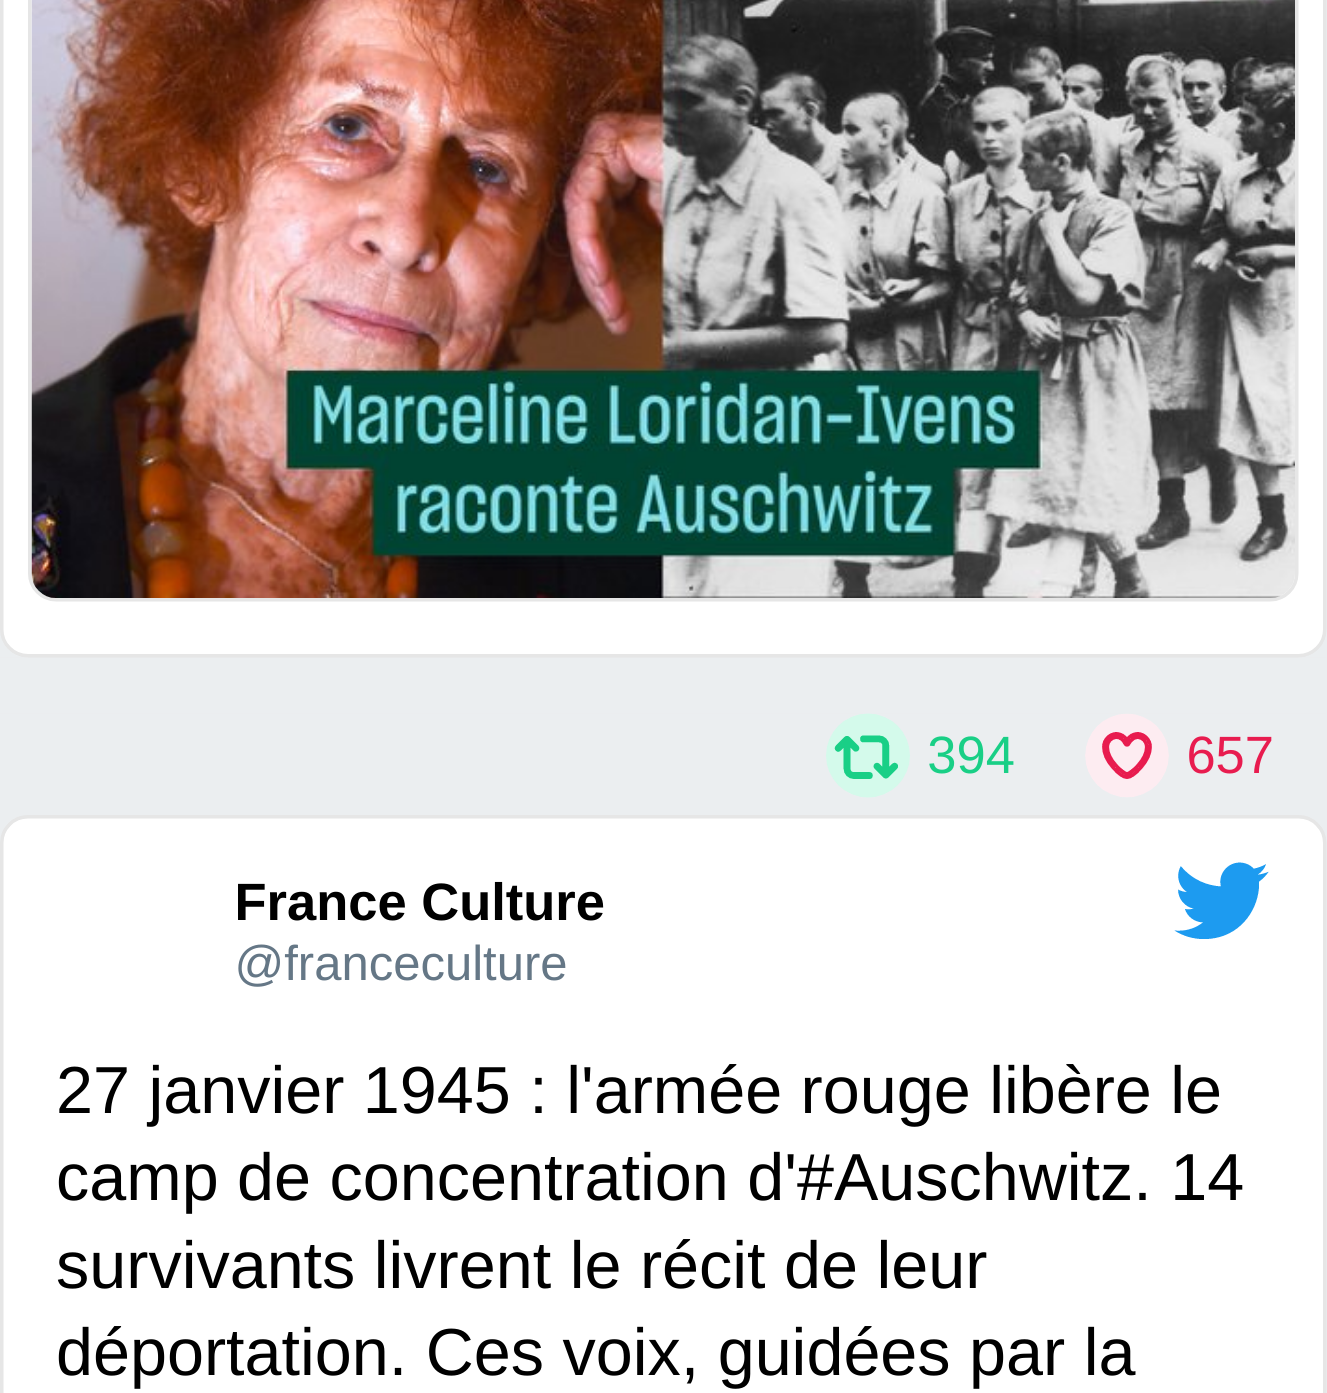 Marceline Loridan-Ivens
raconte Auschwitz
394 657
France Culture
@franceculture
27 janvier 1945 : l'armée rouge libère le
camp de concentration d'#Auschwitz. 14
survivants livrent le récit de leur
déportation. Ces voix, guidées par la